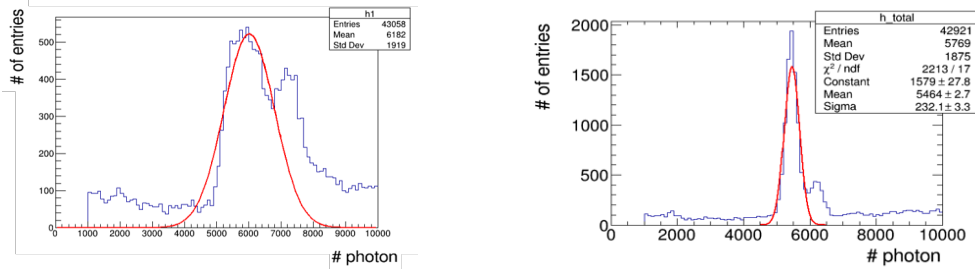 h1
Entries 43058
Mean 6182
Std Dev 1919
# of entries
500
400
300
200
100
0
0 1000 2000 3000 4000 5000 6000 7000 8000 9000 10000
# photon
h_total
Entries 42921
Mean 5769
Std Dev 1875
χ² / ndf 2213 / 17
Constant 1579 ± 27.8
Mean 5464 ± 2.7
Sigma 232.1 ± 3.3
# of entries
2000
1500
1000
500
0
0 2000 4000 6000 8000 10000
# photon